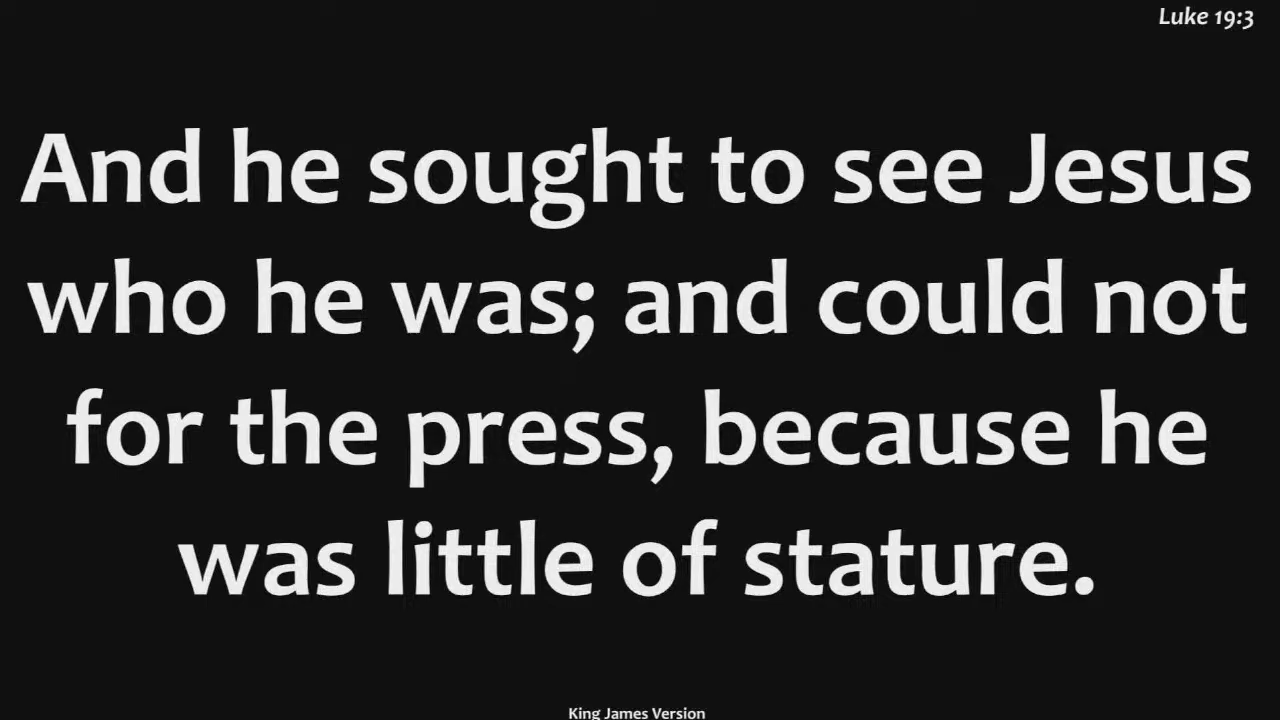 Luke 19:3
And he sought to see Jesus
who he was; and could not
for the press, because he
was little of stature.
King James Version